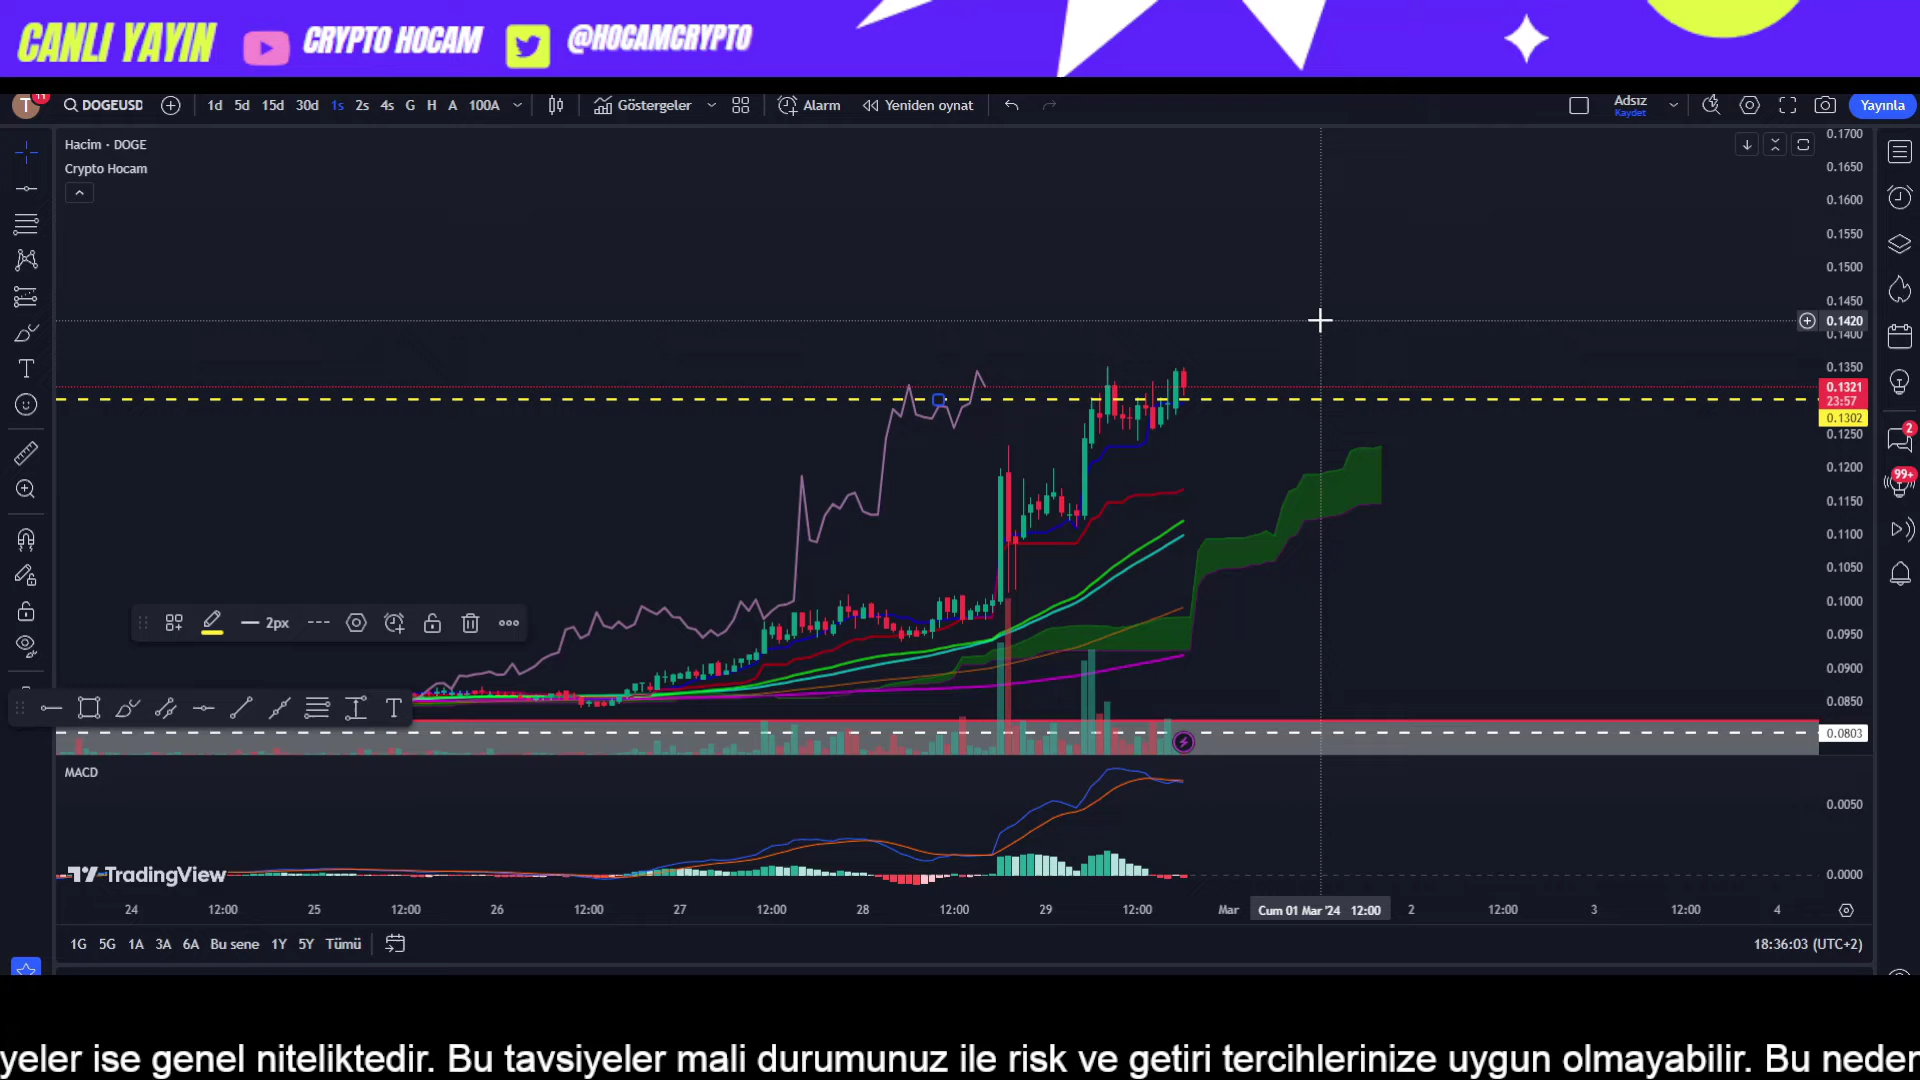 CANLI YAYIN CRYPTO HOCAM @HOCAMCRYPTO
T 11 DOGEUSD 1d 5d 15d 30d 1s 2s 4s G H A 100A Göstergeler Alarm Yeniden oynat Adsız Kaydet Yayınla
Hacim · DOGE
Crypto Hocam
0.1700
0.1650
0.1600
0.1550
0.1500
0.1450
0.1420
0.1400
0.1350
0.1321
23:57
0.1302
0.1250
0.1200
0.1150
0.1100
0.1050
0.1000
0.0950
0.0900
0.0850
0.0803
2
99+
2px
T
MACD
0.0050
0.0000
TradingView
24 12:00 25 12:00 26 12:00 27 12:00 28 12:00 29 12:00 Mar Cum 01 Mar '24 12:00 2 12:00 3 12:00 4
1G 5G 1A 3A 6A Bu sene 1Y 5Y Tümü 18:36:03 (UTC+2)
yeler ise genel niteliktedir. Bu tavsiyeler mali durumunuz ile risk ve getiri tercihlerinize uygun olmayabilir. Bu neden